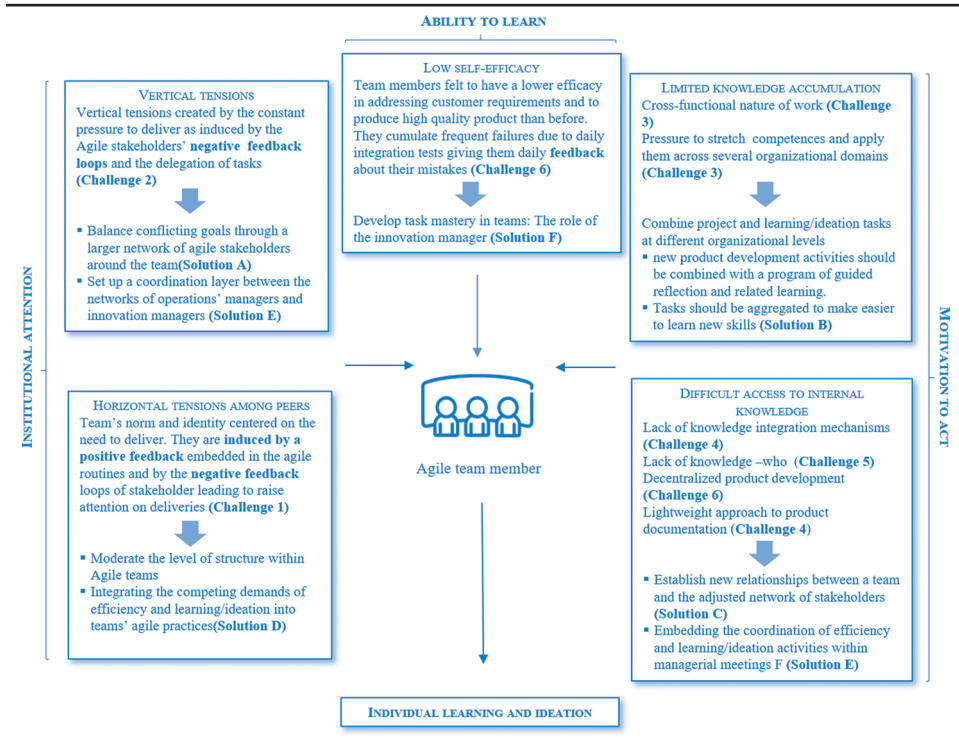 ABILITY TO LEARN
LOW SELF-EFFICACY
Team members felt to have a lower efficacy
in addressing customer requirements and to
produce high quality product than before.
They cumulate frequent failures due to daily
integration tests giving them daily feedback
about their mistakes (Challenge 6)
Develop task mastery in teams: The role of
the innovation manager (Solution F)
INSTITUTIONAL ATTENTION
VERTICAL TENSIONS
Vertical tensions created by the constant
pressure to deliver as induced by the
Agile stakeholders' negative feedback
loops and the delegation of tasks
(Challenge 2)
▪ Balance conflicting goals through a
larger network of agile stakeholders
around the team(Solution A)
▪ Set up a coordination layer between the
networks of operations' managers and
innovation managers (Solution E)
HORIZONTAL TENSIONS AMONG PEERS
Team's norm and identity centered on the
need to deliver. They are induced by a
positive feedback embedded in the agile
routines and by the negative feedback
loops of stakeholder leading to raise
attention on deliveries (Challenge 1)
▪ Moderate the level of structure within
Agile teams
▪ Integrating the competing demands of
efficiency and learning/ideation into
teams' agile practices(Solution D)
MOTIVATION TO ACT
LIMITED KNOWLEDGE ACCUMULATION
Cross-functional nature of work (Challenge
3)
Pressure to stretch competences and apply
them across several organizational domains
(Challenge 3)
Combine project and learning/ideation tasks
at different organizational levels
▪ new product development activities should
be combined with a program of guided
reflection and related learning.
▪ Tasks should be aggregated to make easier
to learn new skills (Solution B)
DIFFICULT ACCESS TO INTERNAL
KNOWLEDGE
Lack of knowledge integration mechanisms
(Challenge 4)
Lack of knowledge –who (Challenge 5)
Decentralized product development
(Challenge 6)
Lightweight approach to product
documentation (Challenge 4)
▪ Establish new relationships between a team
and the adjusted network of stakeholders
(Solution C)
▪ Embedding the coordination of efficiency
and learning/ideation activities within
managerial meetings F (Solution E)
Agile team member
INDIVIDUAL LEARNING AND IDEATION